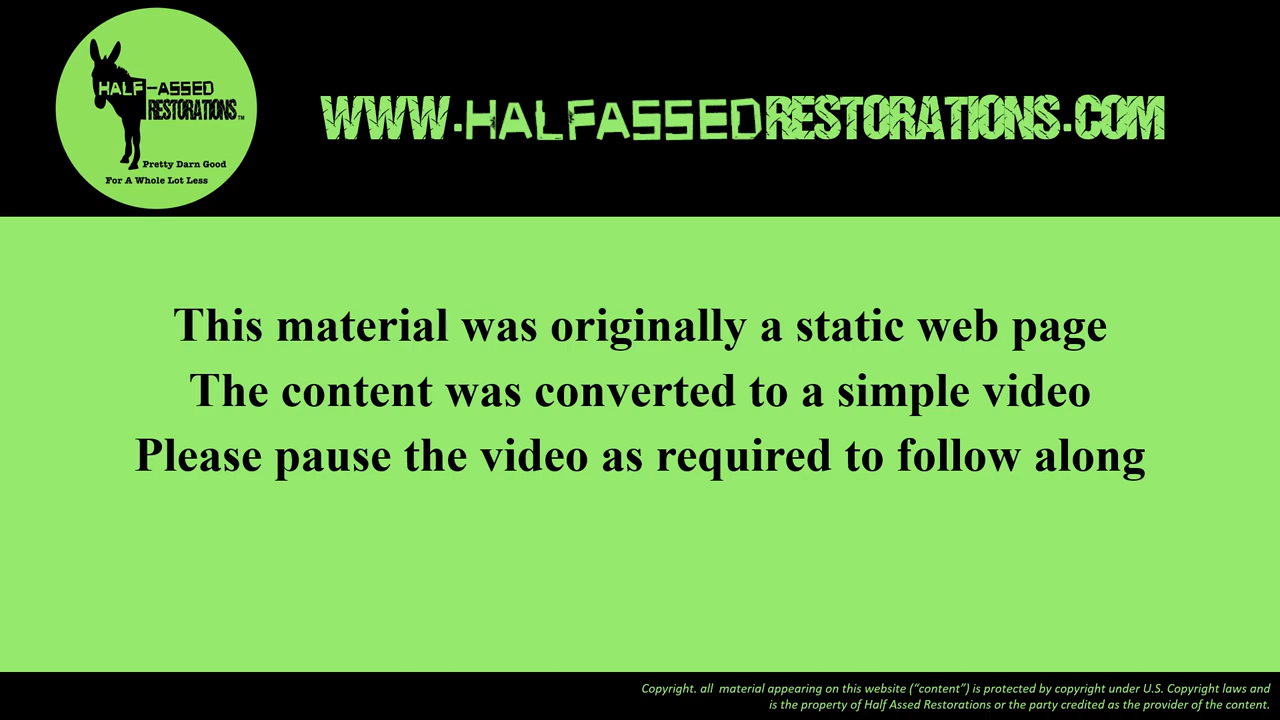 HALF-ASSED
RESTORATIONS™
Pretty Darn Good
For A Whole Lot Less
WWW.HALFASSEDRESTORATIONS.COM
This material was originally a static web page
The content was converted to a simple video
Please pause the video as required to follow along
Copyright. all  material appearing on this website (“content”) is protected by copyright under U.S. Copyright laws and
is the property of Half Assed Restorations or the party credited as the provider of the content.